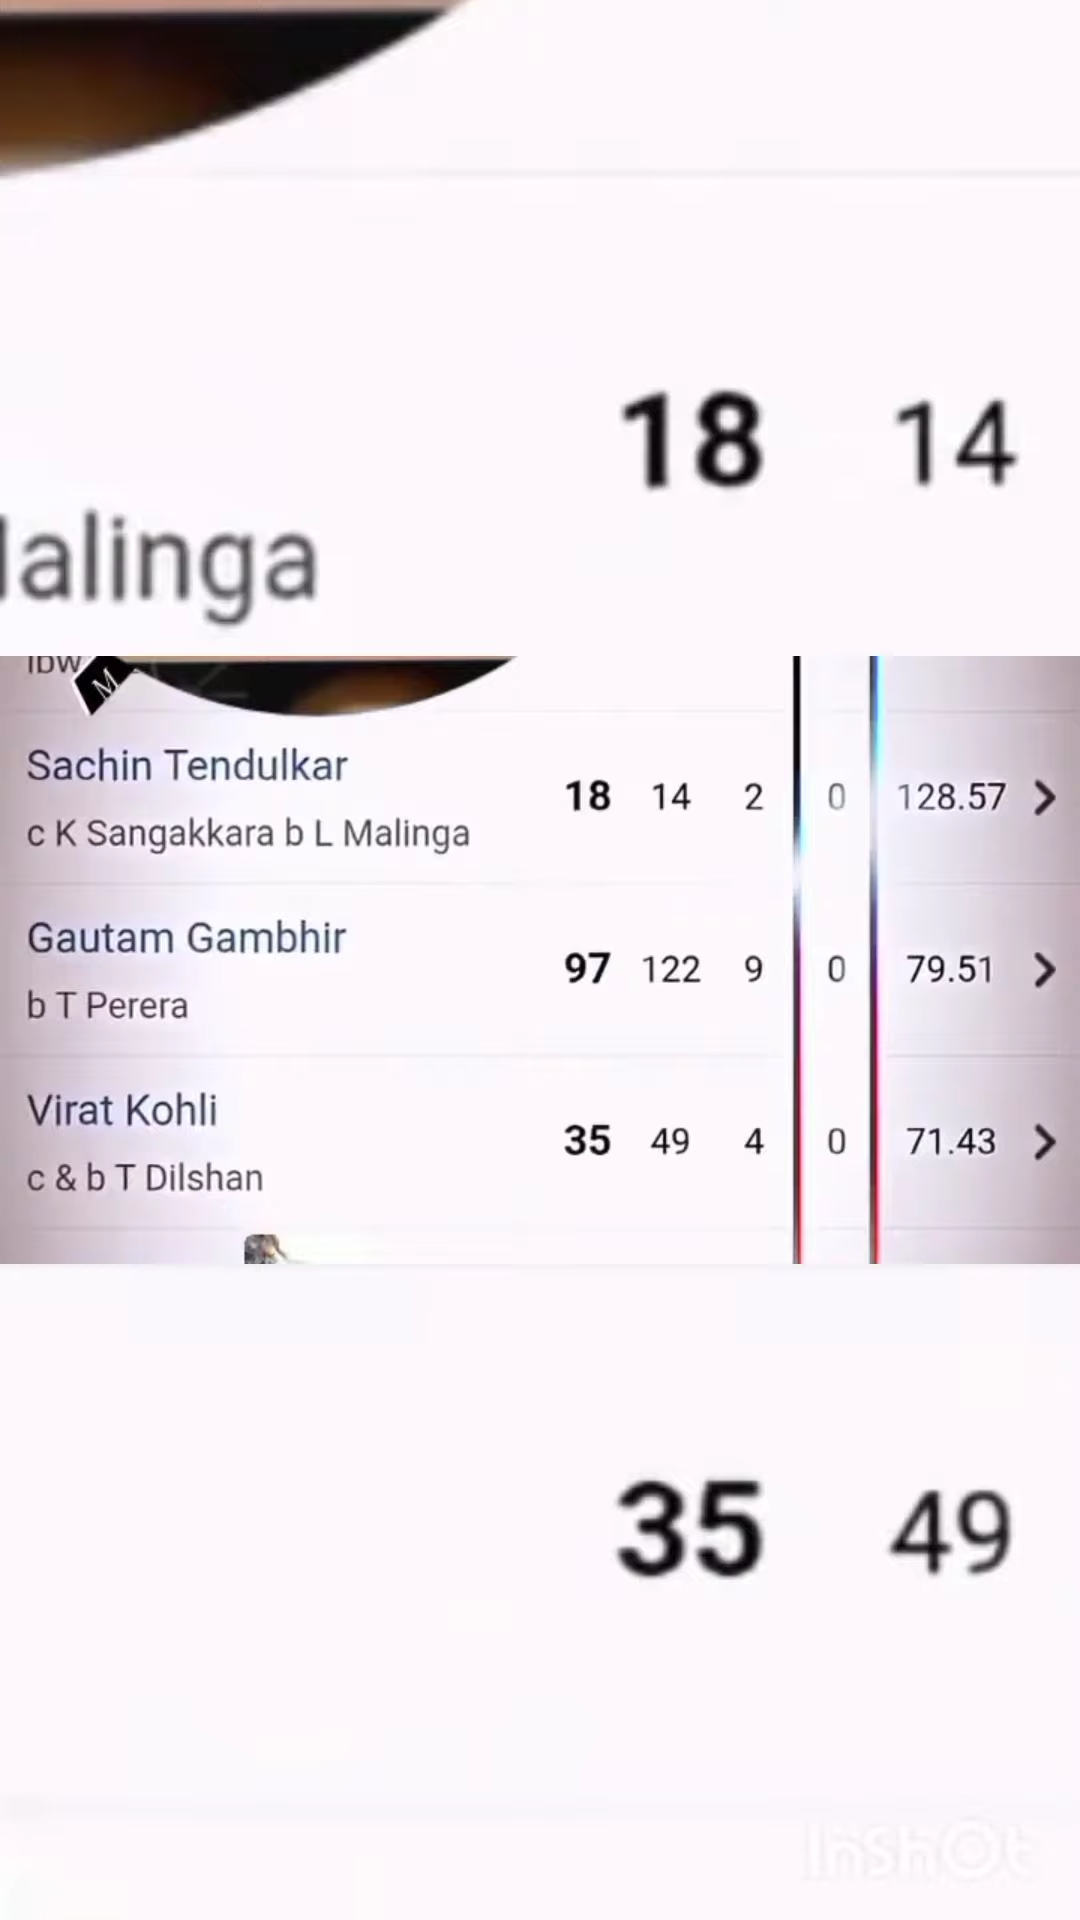 18 14
alinga
lbw
M
Sachin Tendulkar
18 14 2 0 128.57
c K Sangakkara b L Malinga
Gautam Gambhir
97 122 9 0 79.51
b T Perera
Virat Kohli
35 49 4 0 71.43
c & b T Dilshan
35 49
InShOt